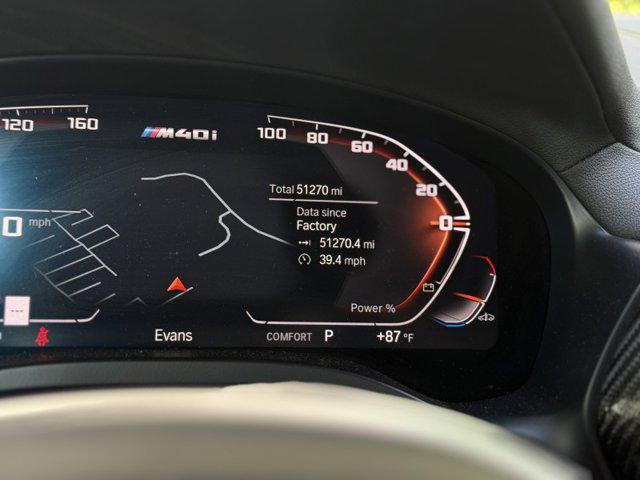 120 160
M40i
100 80 60 40 20 0
Total 51270 mi
Data since
Factory
51270.4 mi
39.4 mph
0 mph
Power %
Evans
COMFORT P
+87 °F